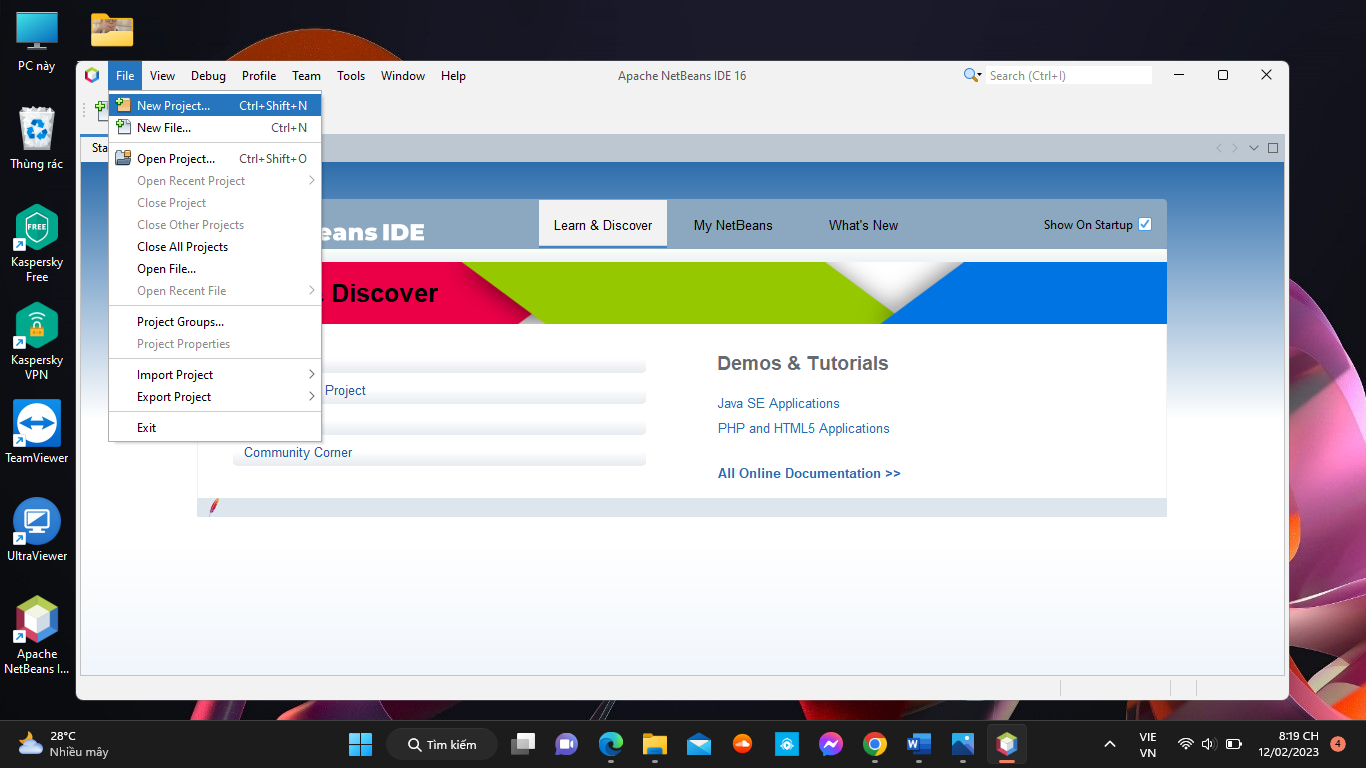 PC này
Thùng rác
Kaspersky
Free
FREE
Kaspersky
VPN
TeamViewer
UltraViewer
Apache
NetBeans I...
File View Debug Profile Team Tools Window Help
Apache NetBeans IDE 16
Search (Ctrl+I)
New Project... Ctrl+Shift+N
New File... Ctrl+N
Open Project... Ctrl+Shift+O
Open Recent Project
Close Project
Close Other Projects
Close All Projects
Open File...
Open Recent File
Project Groups...
Project Properties
Import Project
Export Project
Exit
Sta
eans IDE
Learn & Discover
My NetBeans
What's New
Show On Startup
Discover
Project
Community Corner
Demos & Tutorials
Java SE Applications
PHP and HTML5 Applications
All Online Documentation >>
28°C
Nhiều mây
Tìm kiếm
VIE
VN
8:19 CH
12/02/2023
4